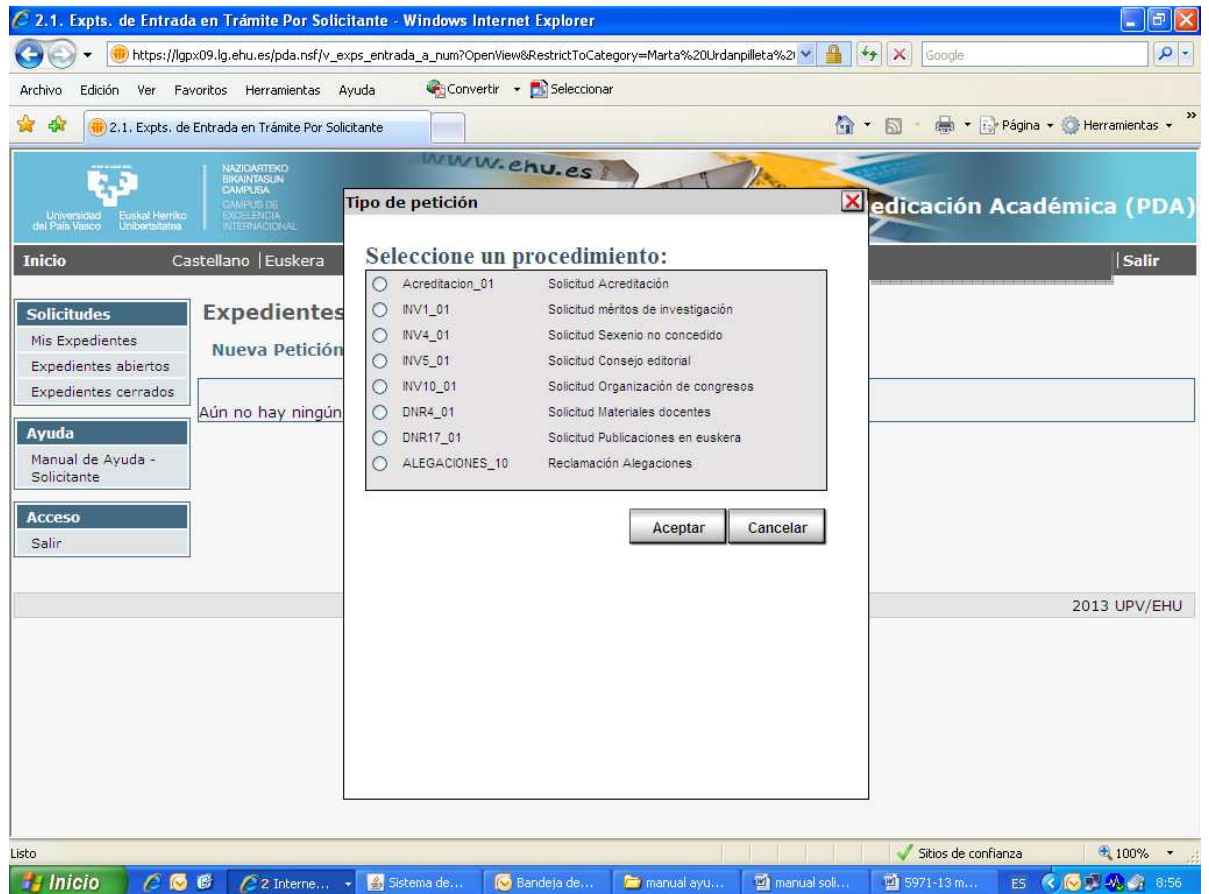 2.1. Expts. de Entrada en Trámite Por Solicitante - Windows Internet Explorer
https://lgpx09.lg.ehu.es/pda.nsf/v_exps_entrada_a_num?OpenView&RestrictToCategory=Marta%20Urdanpilleta%2
Google
Archivo Edición Ver Favoritos Herramientas Ayuda Convertir Seleccionar
2.1. Expts. de Entrada en Trámite Por Solicitante
Página Herramientas »
www.ehu.es
NAZIOARTEKO
BIKAINTASUN
CAMPUSA
CAMPUS DE
EXCELENCIA
INTERNACIONAL
Universidad del País Vasco
Euskal Herriko Unibertsitatea
edicación Académica (PDA)
Inicio Castellano |Euskera |Salir
Solicitudes
Mis Expedientes
Expedientes abiertos
Expedientes cerrados
Ayuda
Manual de Ayuda -
Solicitante
Acceso
Salir
Expedientes
Nueva Petición
Aún no hay ningún
Tipo de petición
Seleccione un procedimiento:
Acreditacion_01 Solicitud Acreditación
INV1_01 Solicitud méritos de investigación
INV4_01 Solicitud Sexenio no concedido
INV5_01 Solicitud Consejo editorial
INV10_01 Solicitud Organización de congresos
DNR4_01 Solicitud Materiales docentes
DNR17_01 Solicitud Publicaciones en euskera
ALEGACIONES_10 Reclamación Alegaciones
Aceptar Cancelar
2013 UPV/EHU
Listo Sitios de confianza 100%
Inicio 2 Interne... Sistema de... Bandeja de... manual ayu... manual soli... 5971-13 m... ES 8:56